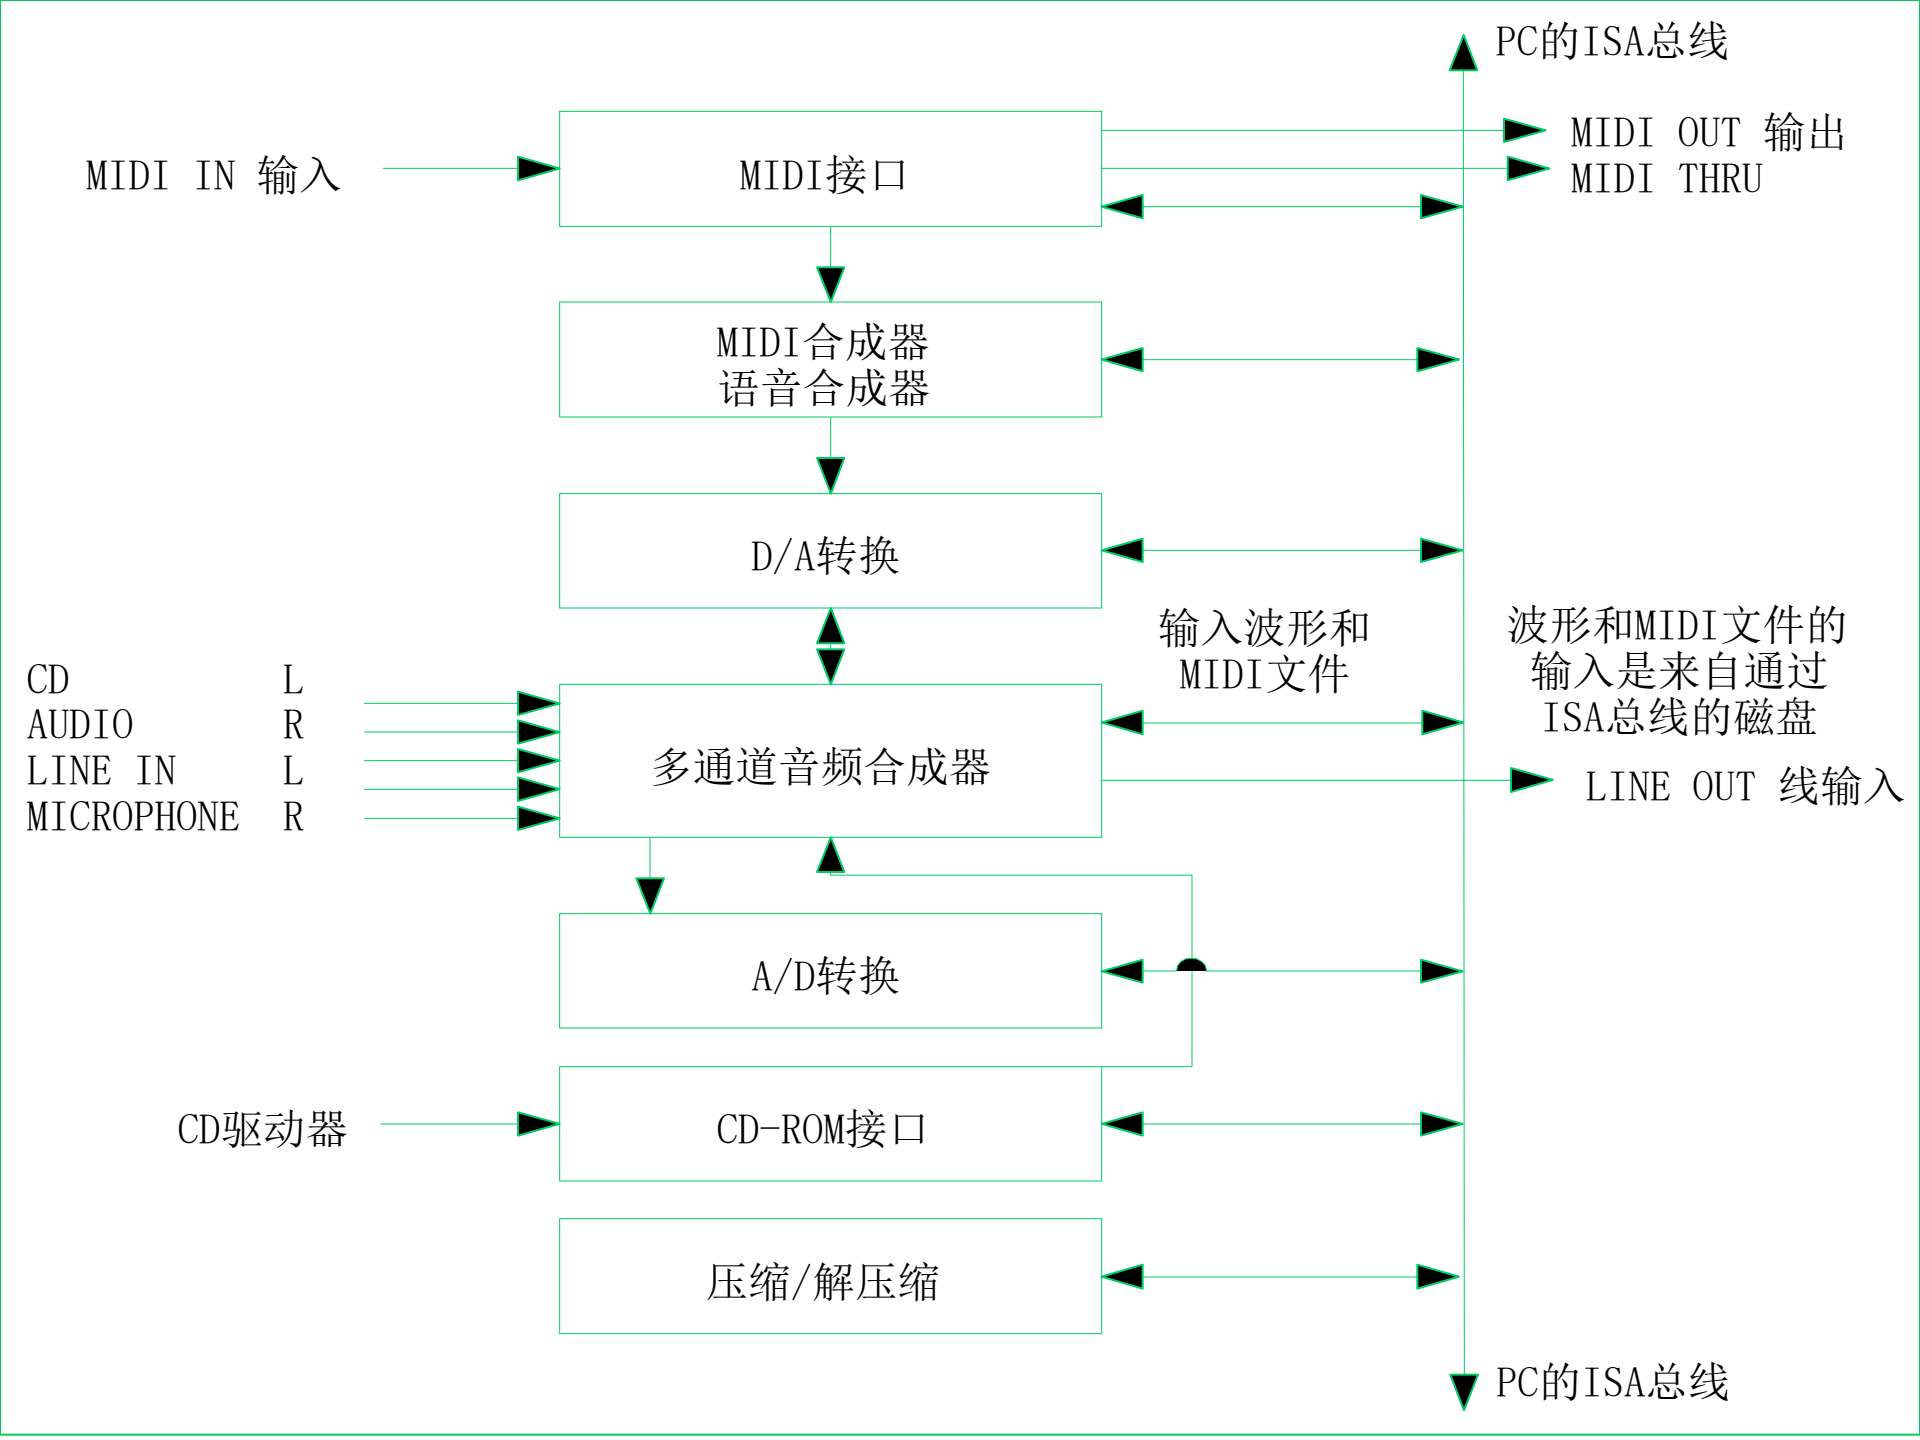 PC的ISA总线
MIDI OUT 输出
MIDI IN 输入
MIDI接口
MIDI THRU
MIDI合成器
语音合成器
D/A转换
输入波形和
MIDI文件
波形和MIDI文件的
输入是来自通过
ISA总线的磁盘
CD L
AUDIO R
LINE IN L
MICROPHONE R
多通道音频合成器
LINE OUT 线输入
A/D转换
CD驱动器
CD-ROM接口
压缩/解压缩
PC的ISA总线